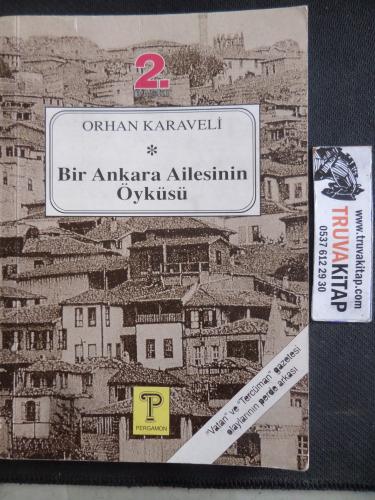 2.
ORHAN KARAVELİ
*
Bir Ankara Ailesinin
Öyküsü
"Vatan" ve "Tercüman" gazetesi
olaylarının perde arkası
P
PERGAMON
www.truvakitap.com
TRUVAKİTAP
0537 612 29 30